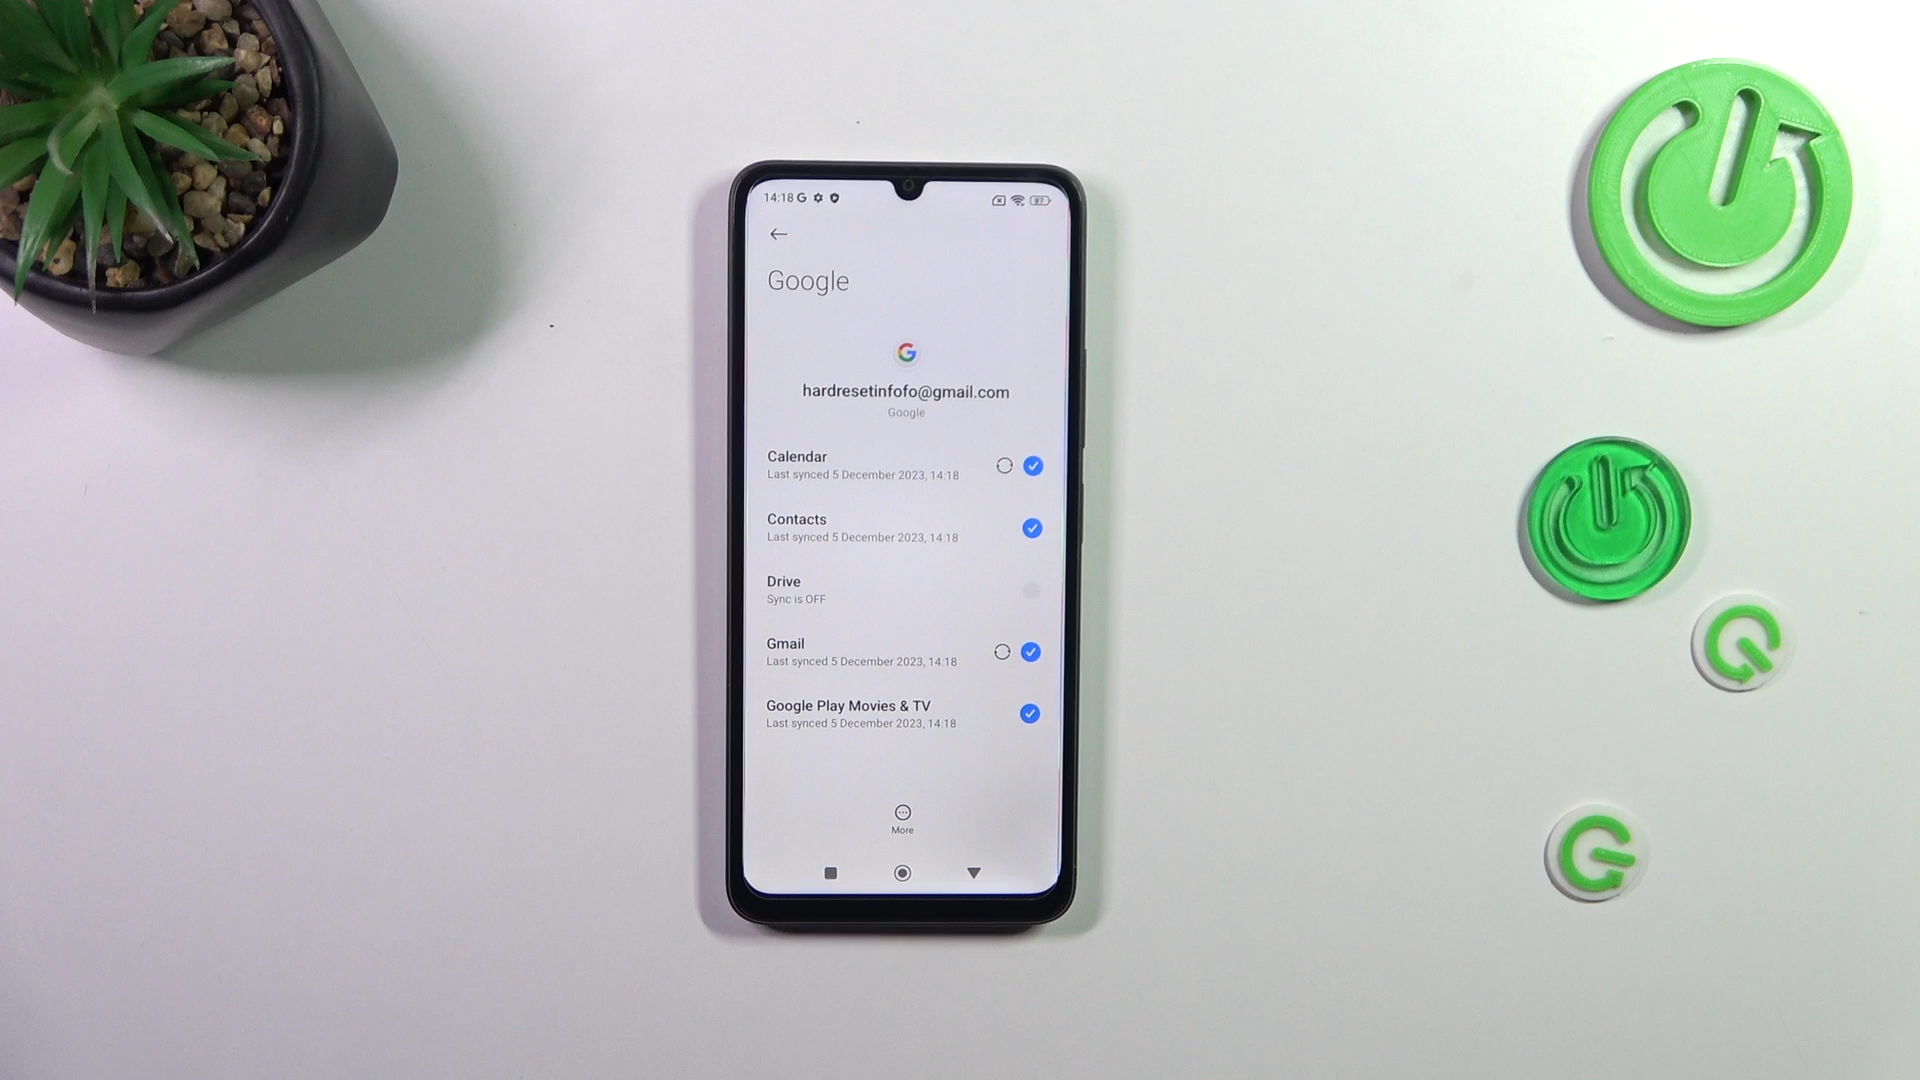 14:18
87
Google
hardresetinfofo@gmail.com
Google
Calendar
Last synced 5 December 2023, 14:18
Contacts
Last synced 5 December 2023, 14:18
Drive
Sync is OFF
Gmail
Last synced 5 December 2023, 14:18
Google Play Movies & TV
Last synced 5 December 2023, 14:18
More